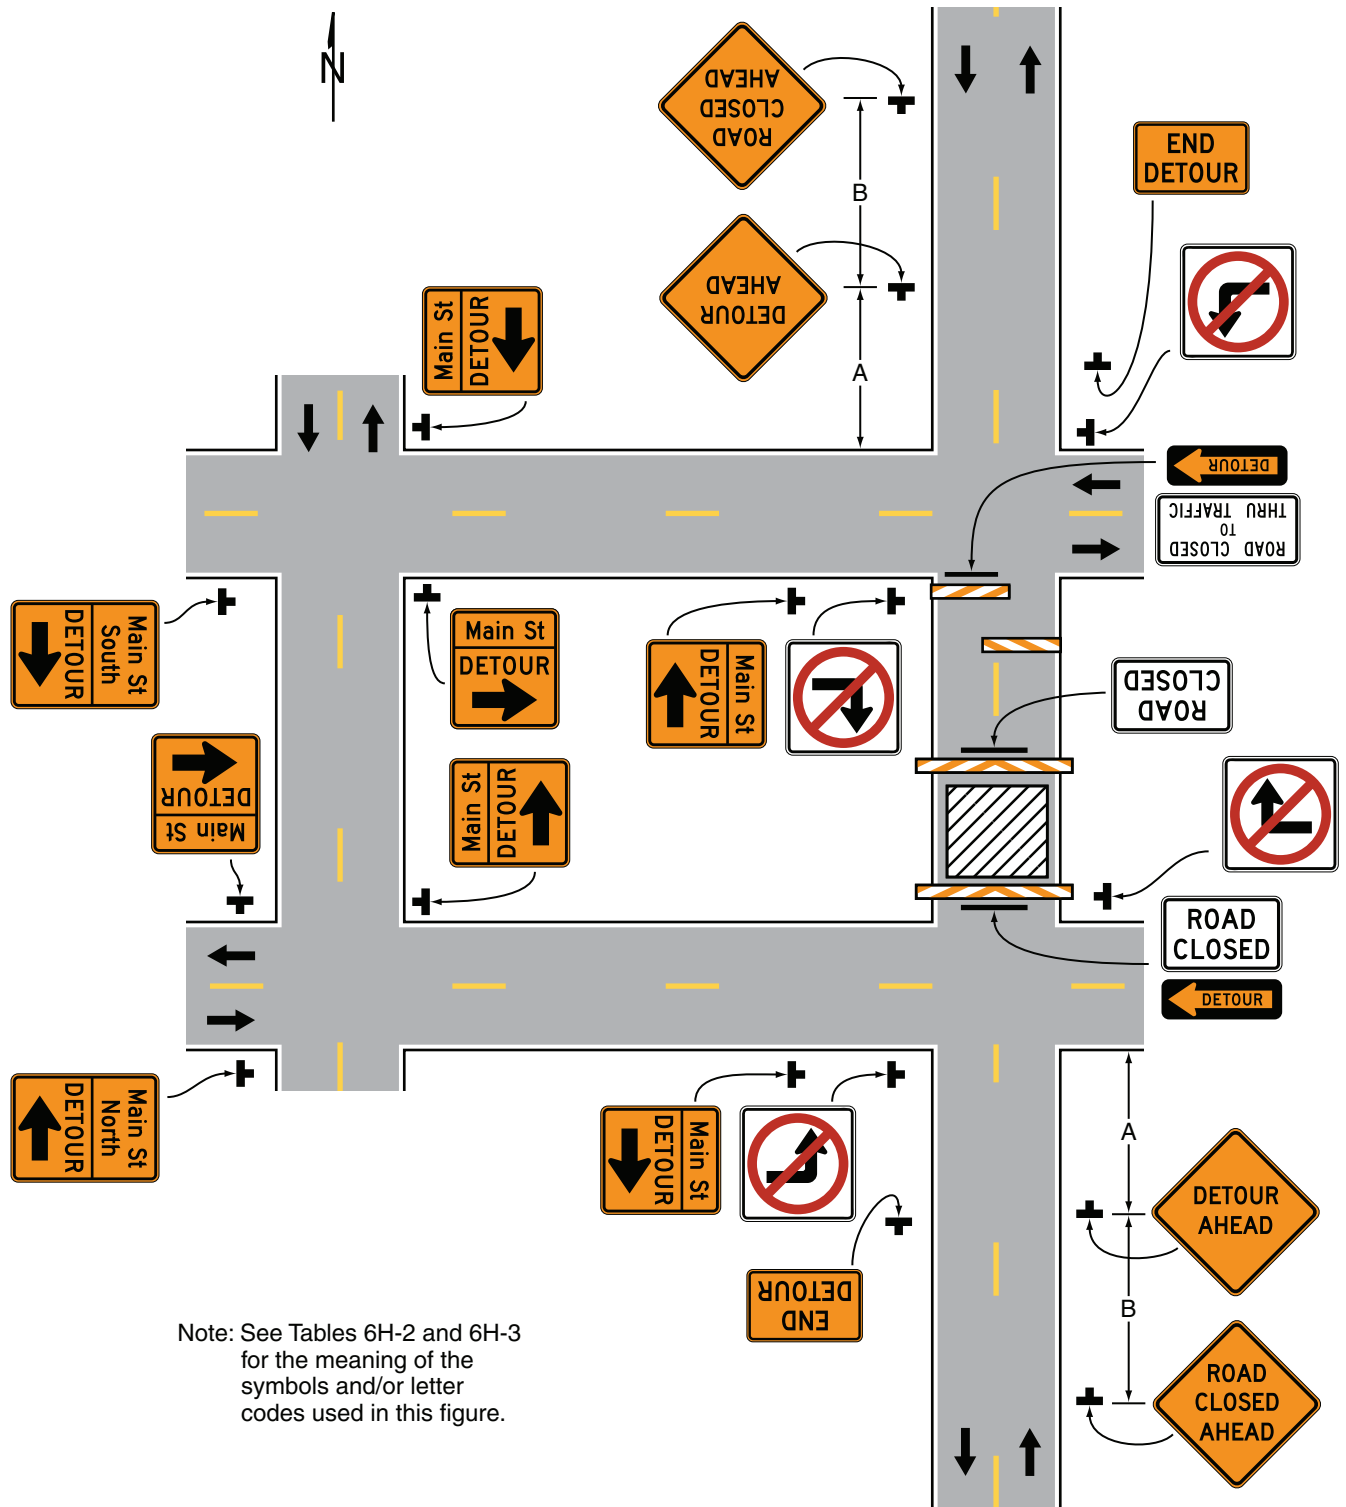 N
ROAD
CLOSED
AHEAD
B
DETOUR
AHEAD
A
END
DETOUR
Main St
DETOUR
DETOUR
ROAD CLOSED
TO
THRU TRAFFIC
Main St
South
DETOUR
Main St
DETOUR
Main St
DETOUR
ROAD
CLOSED
Main St
DETOUR
Main St
DETOUR
ROAD
CLOSED
DETOUR
Main St
North
DETOUR
Main St
DETOUR
A
DETOUR
AHEAD
END
DETOUR
B
ROAD
CLOSED
AHEAD
Note: See Tables 6H-2 and 6H-3
for the meaning of the
symbols and/or letter
codes used in this figure.